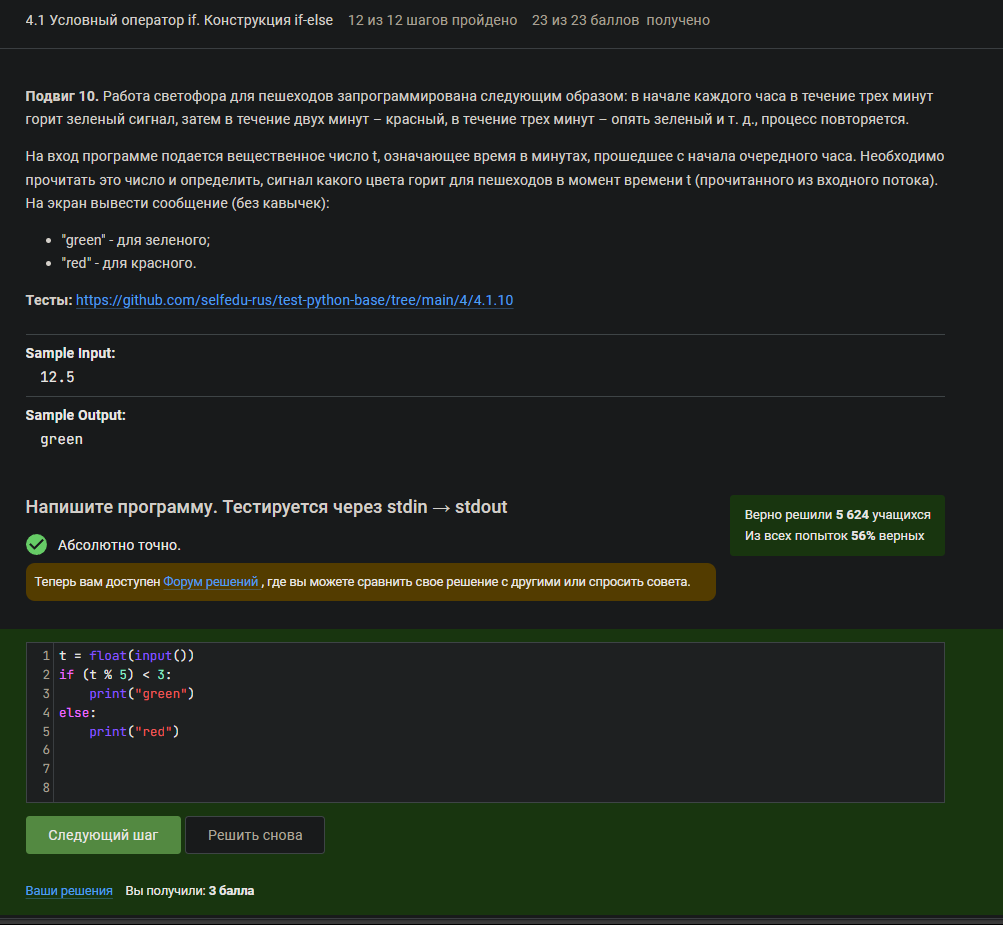 4.1 Условный оператор if. Конструкция if-else 12 из 12 шагов пройдено 23 из 23 баллов получено
Подвиг 10. Работа светофора для пешеходов запрограммирована следующим образом: в начале каждого часа в течение трех минут
горит зеленый сигнал, затем в течение двух минут – красный, в течение трех минут – опять зеленый и т. д., процесс повторяется.
На вход программе подается вещественное число t, означающее время в минутах, прошедшее с начала очередного часа. Необходимо
прочитать это число и определить, сигнал какого цвета горит для пешеходов в момент времени t (прочитанного из входного потока).
На экран вывести сообщение (без кавычек):
• "green" - для зеленого;
• "red" - для красного.
Тесты: https://github.com/selfedu-rus/test-python-base/tree/main/4/4.1.10
Sample Input:
12.5
Sample Output:
green
Напишите программу. Тестируется через stdin → stdout
Верно решили 5 624 учащихся
Из всех попыток 56% верных
Абсолютно точно.
Теперь вам доступен Форум решений , где вы можете сравнить свое решение с другими или спросить совета.
1 t = float(input())
2 if (t % 5) < 3:
3     print("green")
4 else:
5     print("red")
6
7
8
Следующий шаг Решить снова
Ваши решения Вы получили: 3 балла